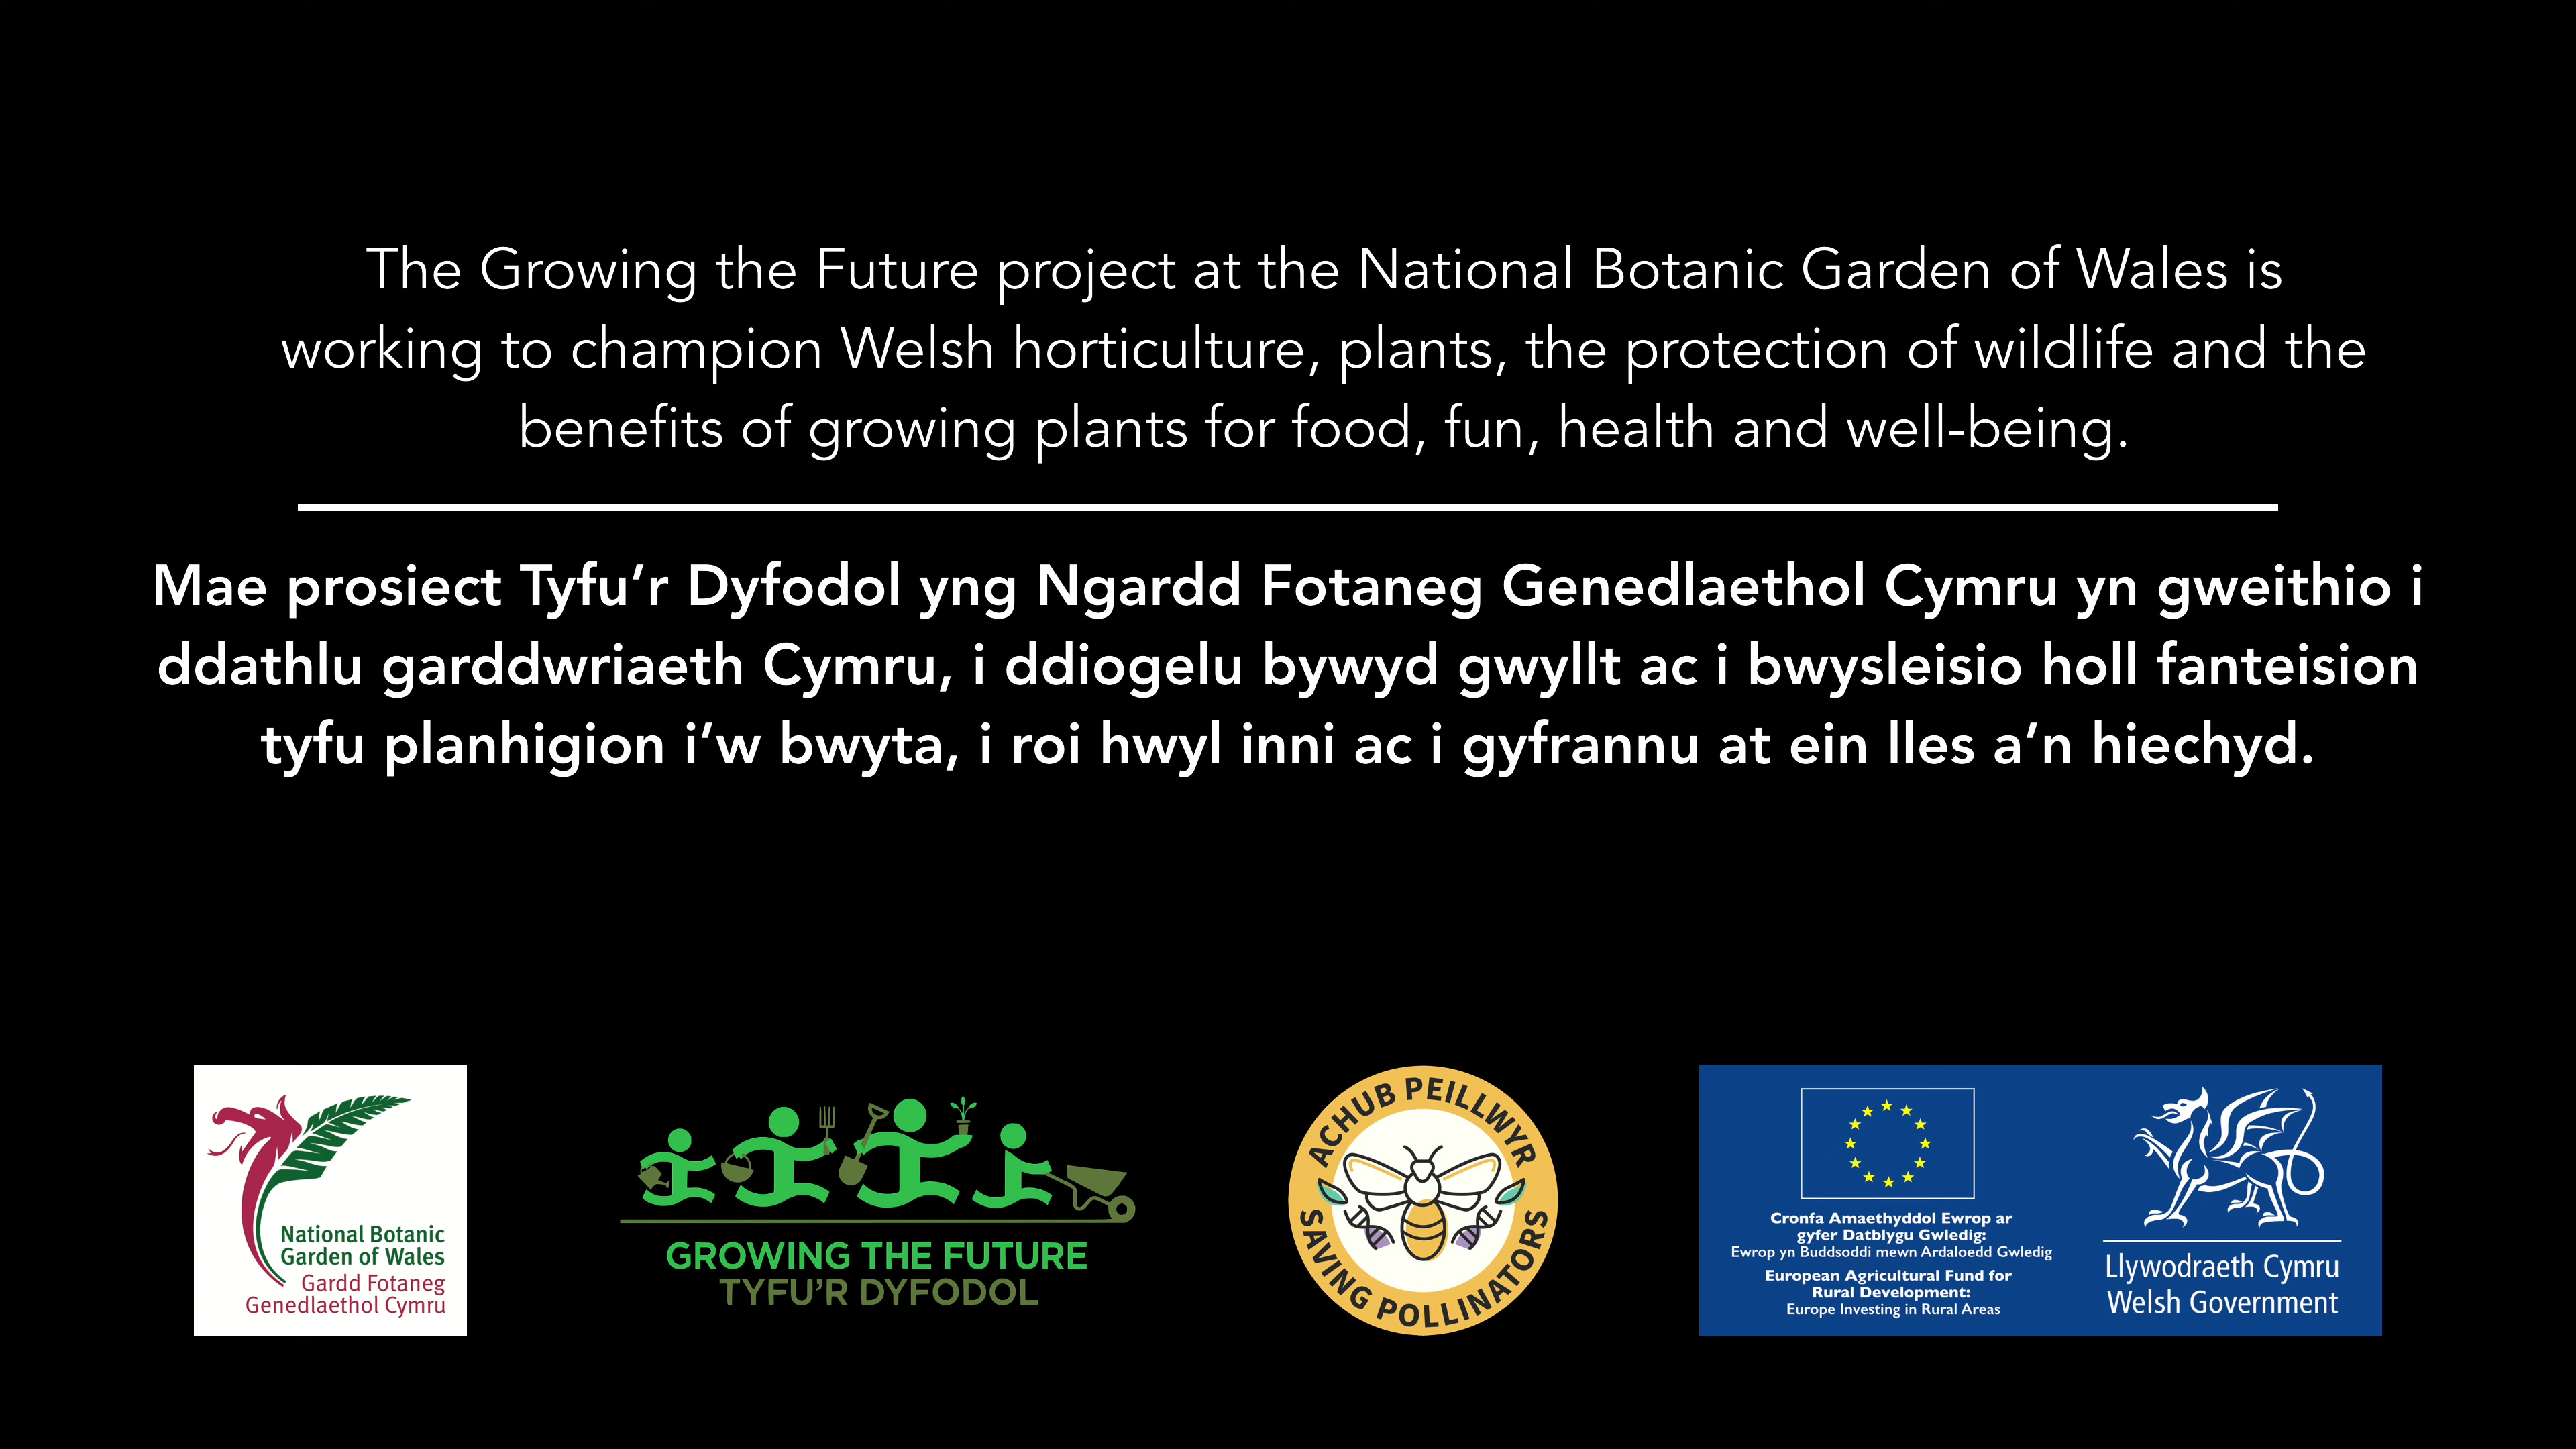 The Growing the Future project at the National Botanic Garden of Wales is
working to champion Welsh horticulture, plants, the protection of wildlife and the
benefits of growing plants for food, fun, health and well-being.
Mae prosiect Tyfu’r Dyfodol yng Ngardd Fotaneg Genedlaethol Cymru yn gweithio i
ddathlu garddwriaeth Cymru, i ddiogelu bywyd gwyllt ac i bwysleisio holl fanteision
tyfu planhigion i’w bwyta, i roi hwyl inni ac i gyfrannu at ein lles a’n hiechyd.
National Botanic
Garden of Wales
Gardd Fotaneg
Genedlaethol Cymru
GROWING THE FUTURE
TYFU’R DYFODOL
ACHUB PEILLWYR
SAVING POLLINATORS
Cronfa Amaethyddol Ewrop ar
gyfer Datblygu Gwledig:
Ewrop yn Buddsoddi mewn Ardaloedd Gwledig
European Agricultural Fund for
Rural Development:
Europe Investing in Rural Areas
Llywodraeth Cymru
Welsh Government